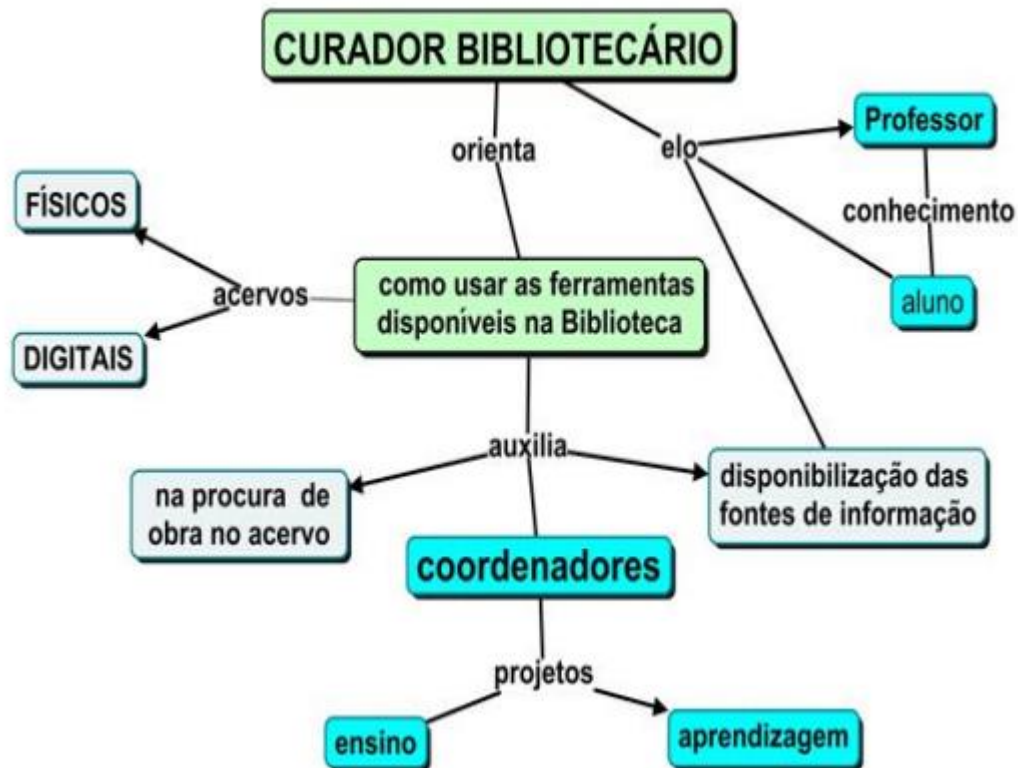 CURADOR BIBLIOTECÁRIO
orienta
elo
Professor
conhecimento
aluno
FÍSICOS
acervos
DIGITAIS
como usar as ferramentas
disponíveis na Biblioteca
auxilia
na procura de
obra no acervo
disponibilização das
fontes de informação
coordenadores
projetos
ensino
aprendizagem